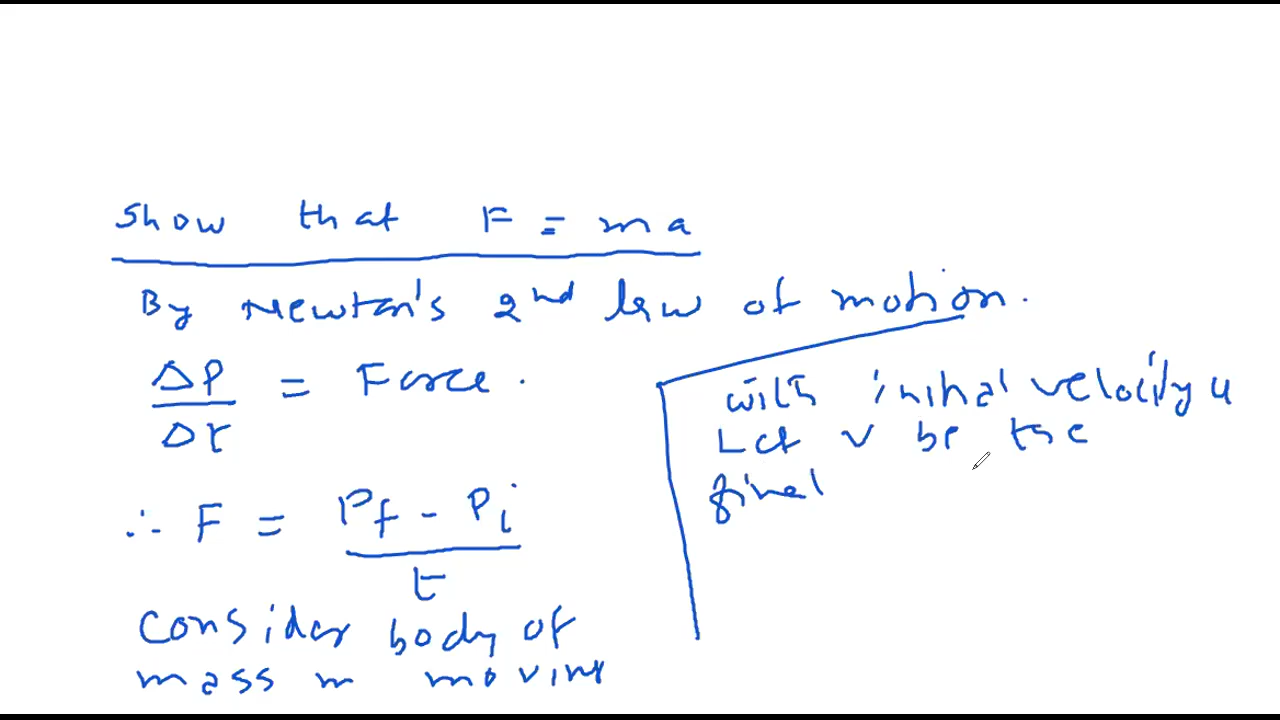 Show that F = ma
By Newton's 2nd law of motion.
ΔP/Δt = Force.
∴ F = Pf - Pi / t
Consider body of
mass m moving
with initial velocity u
Let v be the
final